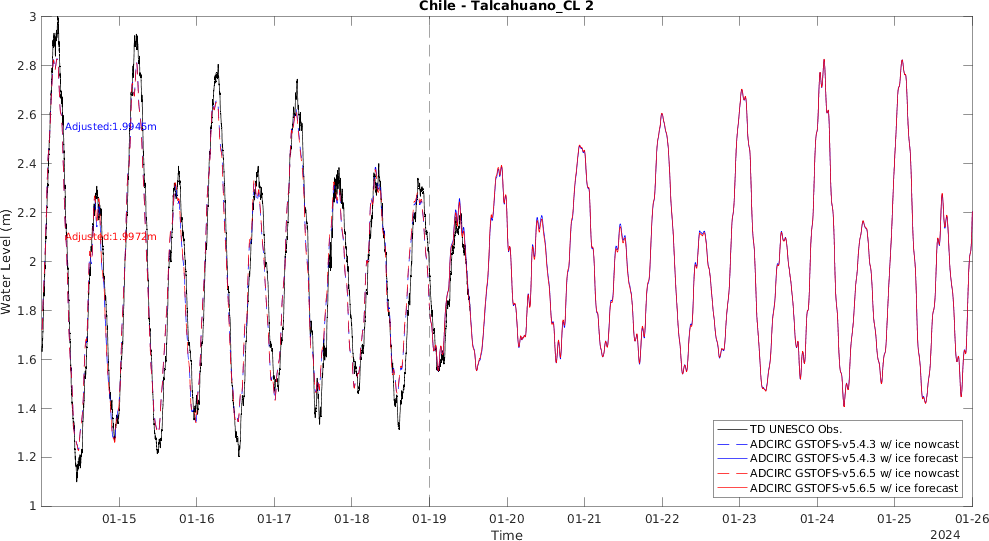 Chile - Talcahuano_CL 2
3
2.8
2.6
2.4
2.2
2
1.8
1.6
1.4
1.2
1
Water Level (m)
Adjusted:1.9945m
Adjusted:1.9972m
TD UNESCO Obs.
ADCIRC GSTOFS-v5.4.3 w/ ice nowcast
ADCIRC GSTOFS-v5.4.3 w/ ice forecast
ADCIRC GSTOFS-v5.6.5 w/ ice nowcast
ADCIRC GSTOFS-v5.6.5 w/ ice forecast
01-15 01-16 01-17 01-18 01-19 01-20 01-21 01-22 01-23 01-24 01-25 01-26
Time
2024